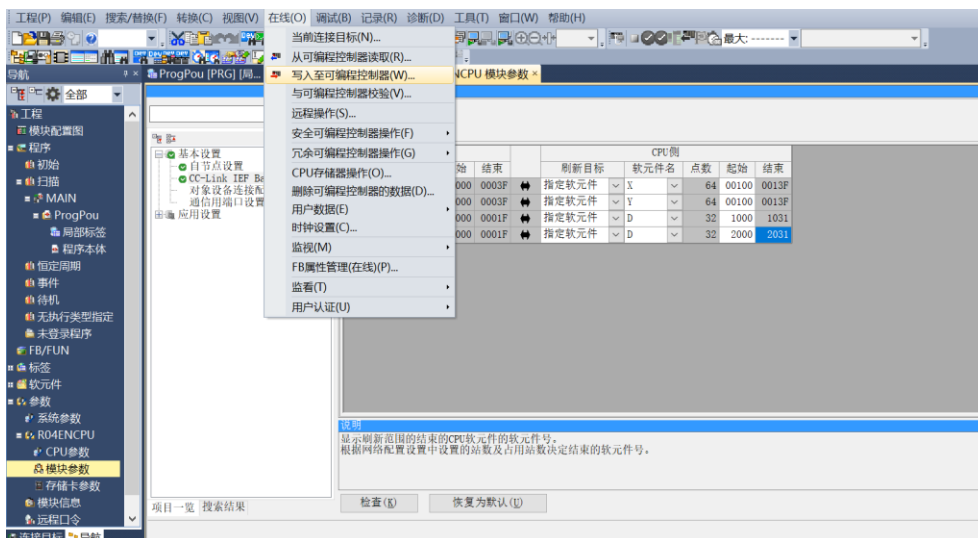 工程(P) 编辑(E) 搜索/替换(F) 转换(C) 视图(V) 在线(O) 调试(B) 记录(R) 诊断(D) 工具(T) 窗口(W) 帮助(H)
最大: -------
导航
ProgPou [PRG] [局...
NCPU 模块参数
全部
工程
模块配置图
程序
初始
扫描
MAIN
ProgPou
局部标签
程序本体
恒定周期
事件
待机
无执行类型指定
未登录程序
FB/FUN
标签
软元件
参数
系统参数
R04ENCPU
CPU参数
模块参数
存储卡参数
模块信息
远程口令
连接目标 导航
基本设置
自节点设置
CC-Link IEF Ba
对象设备连接配
通信用端口设置
应用设置
项目一览 搜索结果
当前连接目标(N)...
从可编程控制器读取(R)...
写入至可编程控制器(W)...
与可编程控制器校验(V)...
远程操作(S)...
安全可编程控制器操作(F)
冗余可编程控制器操作(G)
CPU存储器操作(O)...
删除可编程控制器的数据(D)...
用户数据(E)
时钟设置(C)...
监视(M)
FB属性管理(在线)(P)...
监看(T)
用户认证(U)
CPU侧
始 结束 刷新目标 软元件名 点数 起始 结束
000 0003F 指定软元件 X 64 00100 0013F
000 0003F 指定软元件 Y 64 00100 0013F
000 0001F 指定软元件 D 32 1000 1031
000 0001F 指定软元件 D 32 2000 2031
说明
显示刷新范围的结束的CPU软元件的软元件号。
根据网络配置设置中设置的站数及占用站数决定结束的软元件号。
检查(K) 恢复为默认(U)